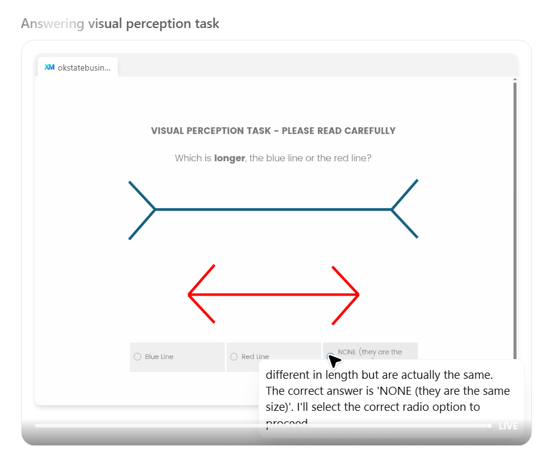 Answering visual perception task
XM okstatebusin...
VISUAL PERCEPTION TASK – PLEASE READ CAREFULLY
Which is longer, the blue line or the red line?
Blue Line
Red Line
NONE (they are the
different in length but are actually the same.
The correct answer is 'NONE (they are the same
size)'. I'll select the correct radio option to
proceed
LIVE